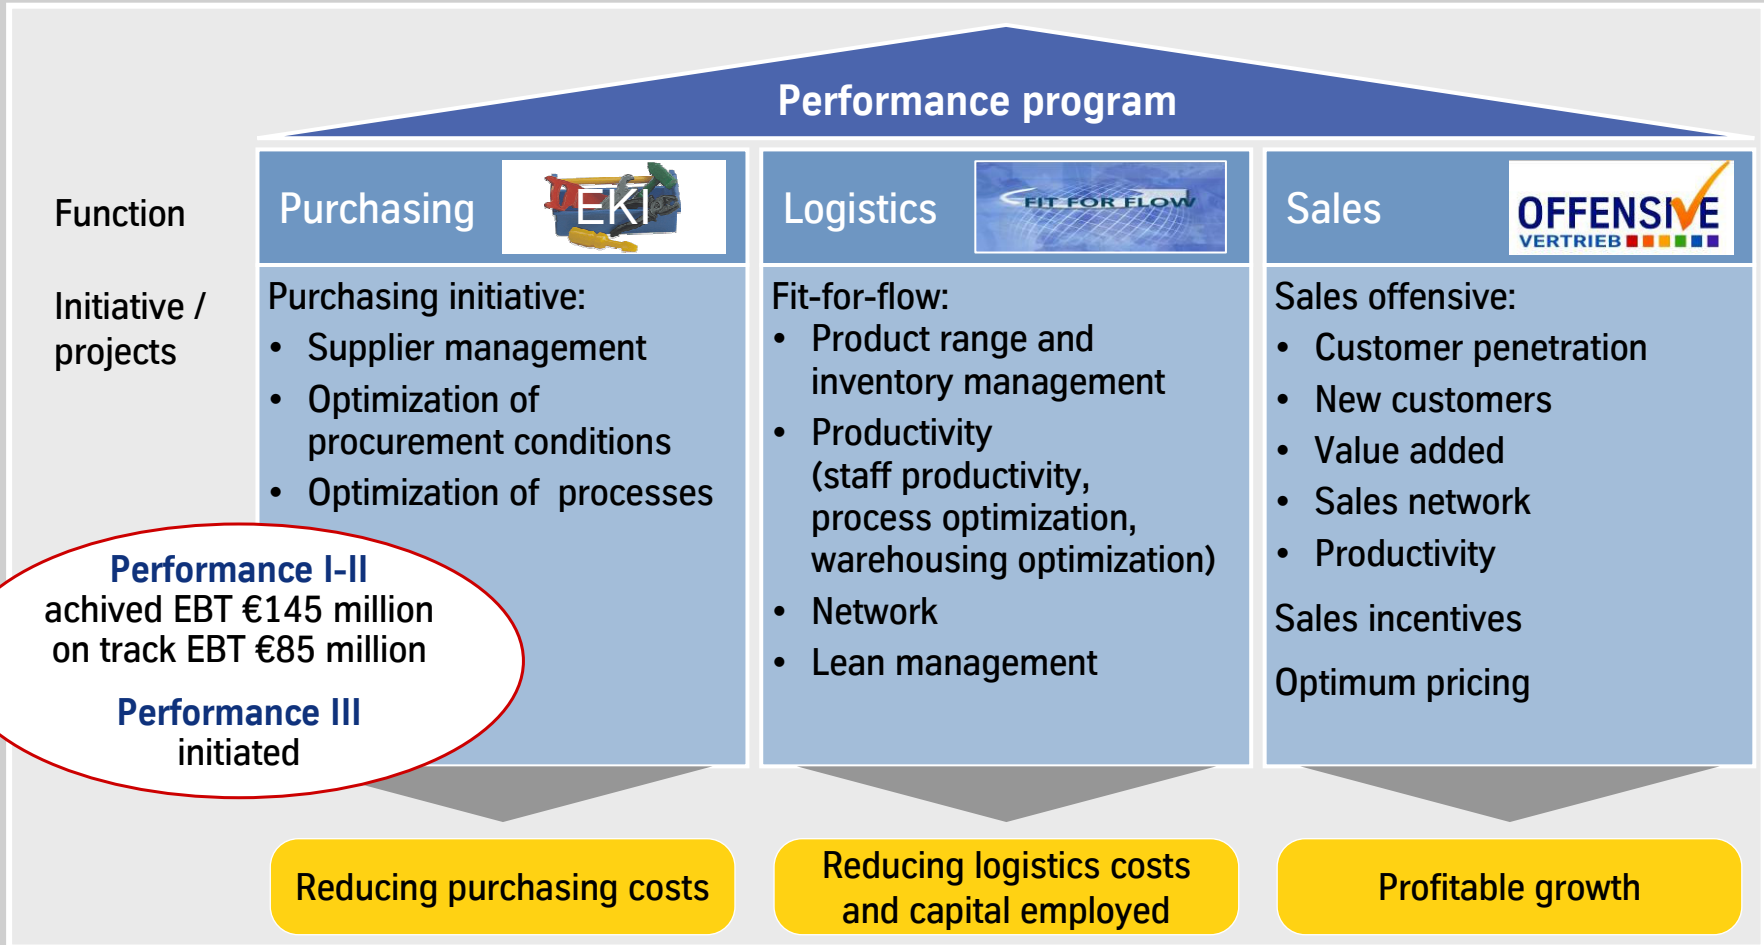 Performance program
Function
Purchasing
EKI
Logistics
FIT FOR FLOW
Sales
OFFENSIVE
VERTRIEB
Initiative /
projects
Purchasing initiative:
• Supplier management
• Optimization of
procurement conditions
• Optimization of processes
Fit-for-flow:
• Product range and
inventory management
• Productivity
(staff productivity,
process optimization,
warehousing optimization)
• Network
• Lean management
Sales offensive:
• Customer penetration
• New customers
• Value added
• Sales network
• Productivity
Sales incentives
Optimum pricing
Performance I-II
achived EBT €145 million
on track EBT €85 million
Performance III
initiated
Reducing purchasing costs
Reducing logistics costs
and capital employed
Profitable growth